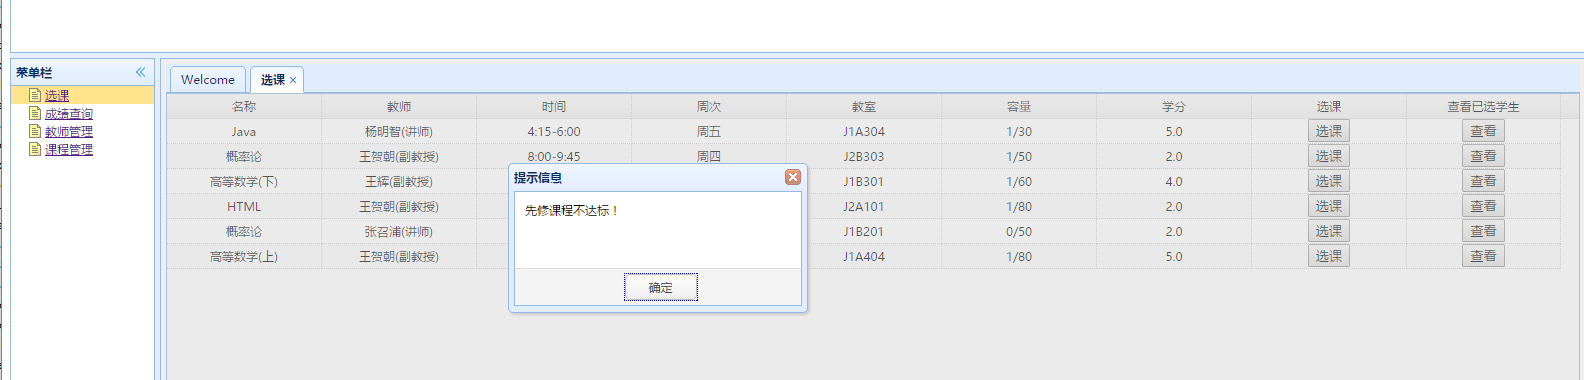 菜单栏
选课
成绩查询
教师管理
课程管理
Welcome 选课
名称 教师 时间 周次 教室 容量 学分 选课 查看已选学生
Java 杨明智(讲师) 4:15-6:00 周五 J1A304 1/30 5.0 选课 查看
概率论 王贺朝(副教授) 8:00-9:45 周四 J2B303 1/50 2.0 选课 查看
高等数学(下) 王辉(副教授) J1B301 1/60 4.0 选课 查看
HTML 王贺朝(副教授) J2A101 1/80 2.0 选课 查看
概率论 张召浦(讲师) J1B201 0/50 2.0 选课 查看
高等数学(上) 王贺朝(副教授) J1A404 1/80 5.0 选课 查看
提示信息
先修课程不达标！
确定